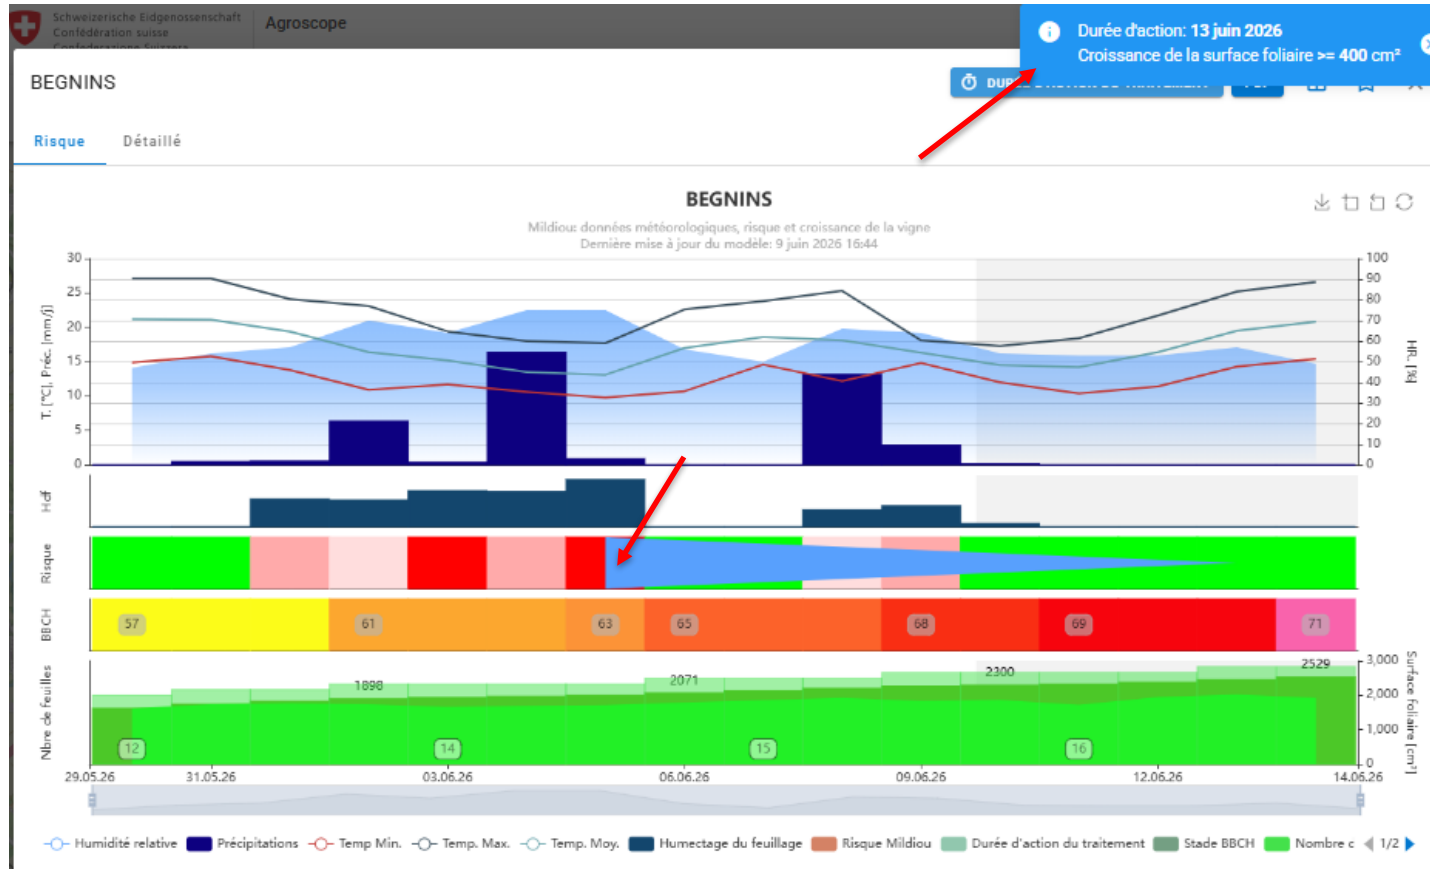 Schweizerische Eidgenossenschaft
Confédération suisse
Confederazione Svizzera
Agroscope
Durée d'action: 13 juin 2026
Croissance de la surface foliaire >= 400 cm²
BEGNINS
Risque
Détaillé
BEGNINS
Mildiou: données météorologiques, risque et croissance de la vigne
Dernière mise à jour du modèle: 9 juin 2026 16:44
T. [°C], Préc. [mm/j]
30
25
20
15
10
5
0
100
90
80
70
60
50
40
30
20
10
0
HR. [%]
Hdf
Risque
BBCH
57
61
63
65
68
69
71
Nbre de feuilles
1898
2071
2300
2529
12
14
15
16
3,000
2,000
1,000
0
Surface foliaire [cm²]
29.05.26
31.05.26
03.06.26
06.06.26
09.06.26
12.06.26
14.06.26
Humidité relative
Précipitations
Temp Min.
Temp. Max.
Temp. Moy.
Humectage du feuillage
Risque Mildiou
Durée d'action du traitement
Stade BBCH
Nombre c
1/2